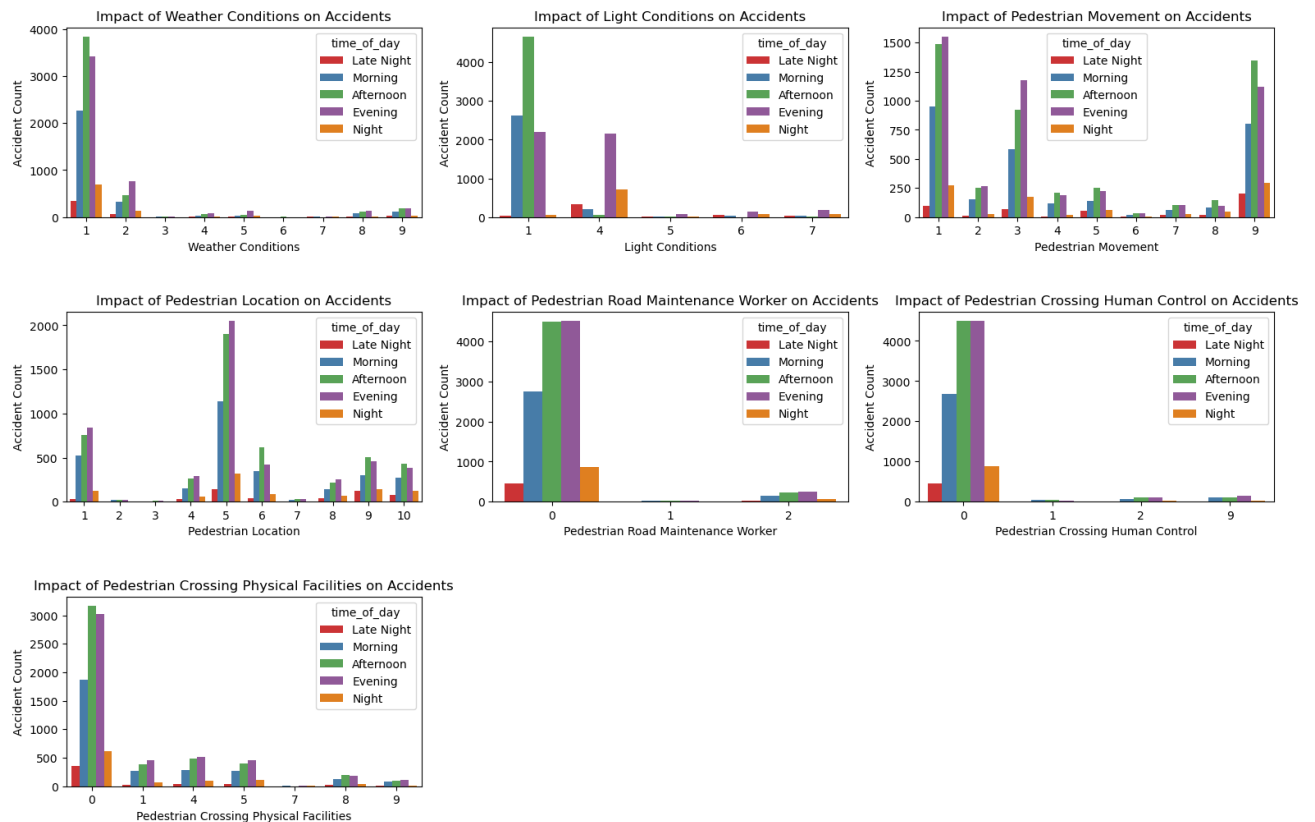 Impact of Weather Conditions on Accidents
4000
3000
2000
1000
0
Accident Count
time_of_day
Late Night
Morning
Afternoon
Evening
Night
1 2 3 4 5 6 7 8 9
Weather Conditions
Impact of Light Conditions on Accidents
4000
3000
2000
1000
0
Accident Count
time_of_day
Late Night
Morning
Afternoon
Evening
Night
1 4 5 6 7
Light Conditions
Impact of Pedestrian Movement on Accidents
1500
1250
1000
750
500
250
0
Accident Count
time_of_day
Late Night
Morning
Afternoon
Evening
Night
1 2 3 4 5 6 7 8 9
Pedestrian Movement
Impact of Pedestrian Location on Accidents
2000
1500
1000
500
0
Accident Count
time_of_day
Late Night
Morning
Afternoon
Evening
Night
1 2 3 4 5 6 7 8 9 10
Pedestrian Location
Impact of Pedestrian Road Maintenance Worker on Accidents
4000
3000
2000
1000
0
Accident Count
time_of_day
Late Night
Morning
Afternoon
Evening
Night
0 1 2
Pedestrian Road Maintenance Worker
Impact of Pedestrian Crossing Human Control on Accidents
4000
3000
2000
1000
0
Accident Count
time_of_day
Late Night
Morning
Afternoon
Evening
Night
0 1 2 9
Pedestrian Crossing Human Control
Impact of Pedestrian Crossing Physical Facilities on Accidents
3000
2500
2000
1500
1000
500
0
Accident Count
time_of_day
Late Night
Morning
Afternoon
Evening
Night
0 1 4 5 7 8 9
Pedestrian Crossing Physical Facilities